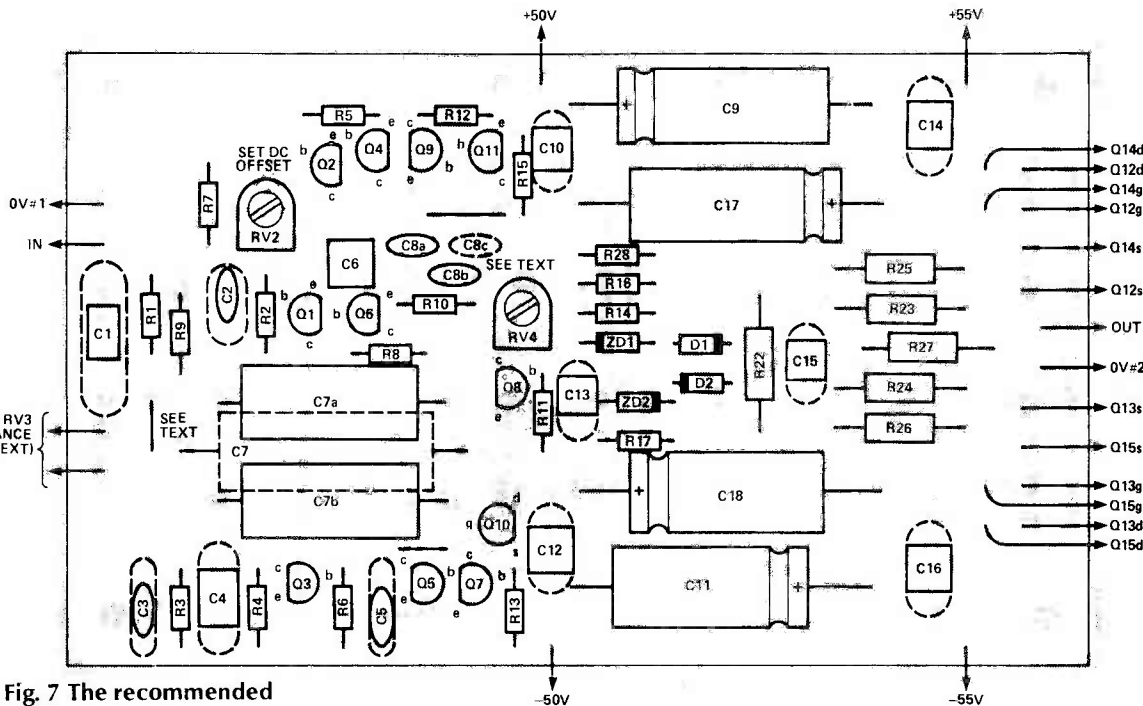 +50V
+55V
C9
C14
R5
R12
e
b
e
c
e
b
Q4
Q9
h
Q11
C10
Q2
SET DC
OFFSET
b
R15
c
c
e
c
R7
RV2
C17
Q14d
Q12d
Q14g
Q12g
0V#1
IN
C6
C8a
C8c
C8b
SEE TEXT
R28
R16
R14
ZD1
D1
R25
R23
R27
Q14s
Q12s
OUT
C1
R1
R9
C2
R2
b
e
Q1
c
b
e
Q6
c
R10
RV4
R8
R22
C15
0V#2
c
c
b
Q8
e
R11
C13
ZD2
D2
R24
R26
Q13s
RV3
ANCE
EXT)
SEE
TEXT
C7a
C7
C7b
R17
C18
Q15s
Q13g
Q15g
Q13d
Q15d
d
g
Q10
s
C12
C16
C3
R3
C4
R4
c
Q3
b
e
R6
C5
c
Q5
e
c
Q7
b
e
R13
C11
Fig. 7 The recommended
−50V
−55V